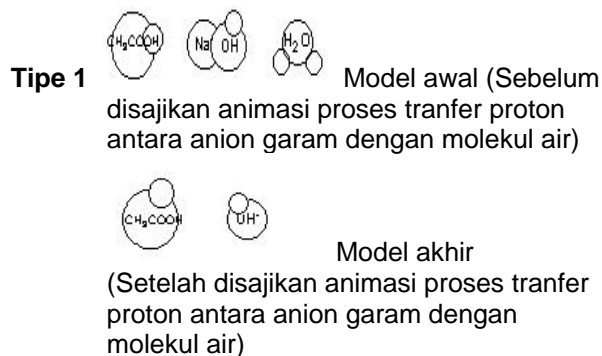 CH₃COOH Na OH H₂O
Tipe 1 Model awal (Sebelum
disajikan animasi proses tranfer proton
antara anion garam dengan molekul air)
CH₃COOH OH⁻
Model akhir
(Setelah disajikan animasi proses tranfer
proton antara anion garam dengan
molekul air)